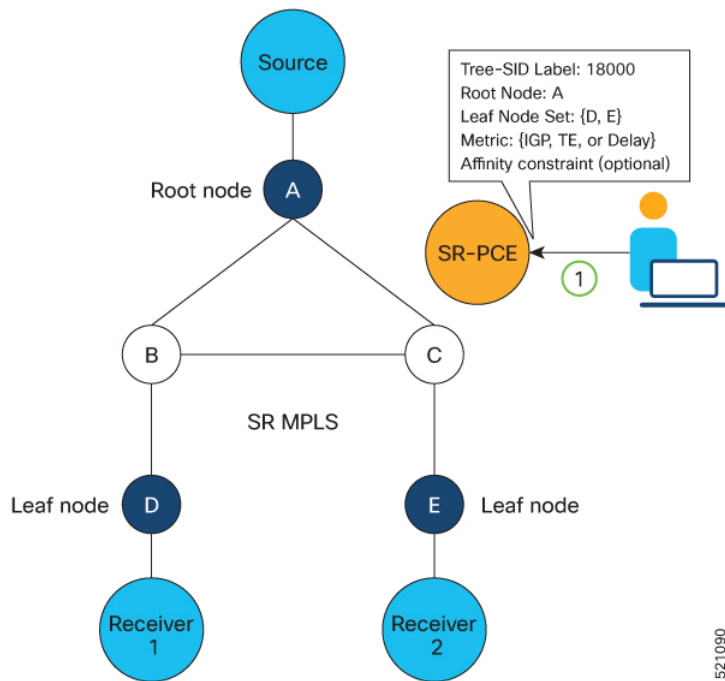 Source
Tree-SID Label: 18000
Root Node: A
Leaf Node Set: {D, E}
Metric: {IGP, TE, or Delay}
Affinity constraint (optional)
Root node
A
SR-PCE
1
B
C
SR MPLS
Leaf node
D
E
Leaf node
Receiver
1
Receiver
2
521090